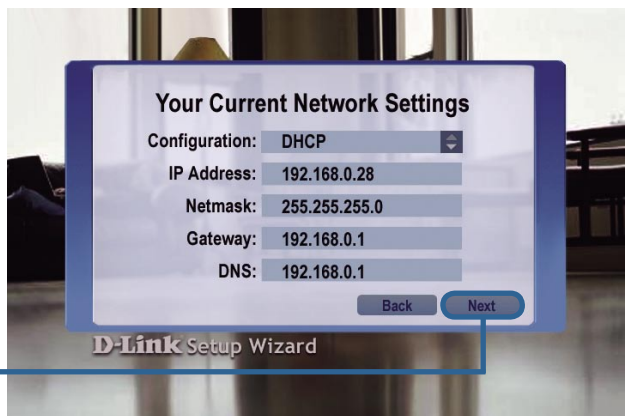 Your Current Network Settings
Configuration: DHCP
IP Address: 192.168.0.28
Netmask: 255.255.255.0
Gateway: 192.168.0.1
DNS: 192.168.0.1
Back Next
D-Link Setup Wizard